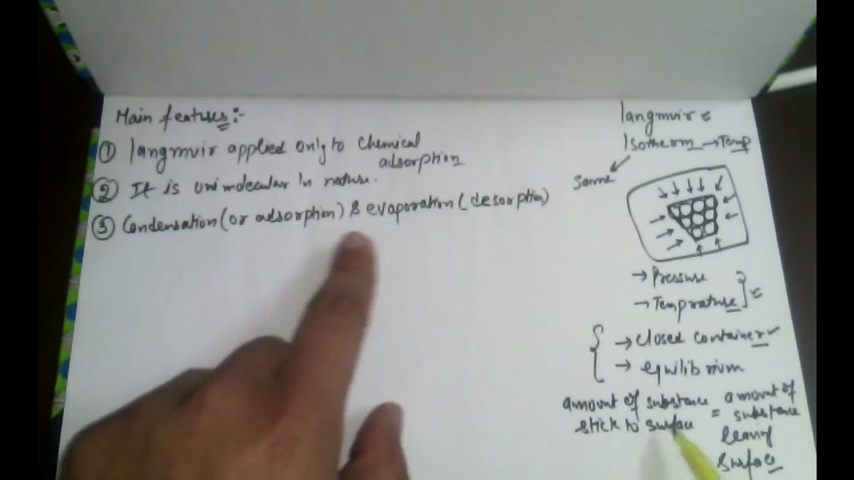 Main features:-
① langmuir applied only to chemical
adsorption
② It is unimolecular in nature.
③ Condensation (or adsorption) & evaporation (desorption)
langmuir
Isotherm → Temp
Same
→ Pressure
→ Temprature
→ closed container
→ equilibrium
amount of substance = amount of
stick to surface substance
leaving
surface